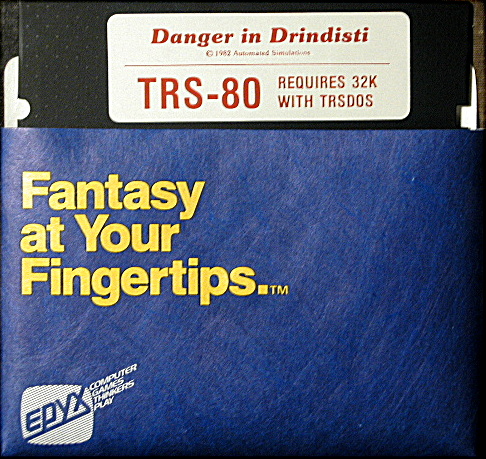 Danger in Drindisti
© 1982 Automated Simulations
TRS-80
REQUIRES 32K
WITH TRSDOS
Fantasy
at Your
Fingertips.™
EPYX
COMPUTER
GAMES
THINKERS
PLAY